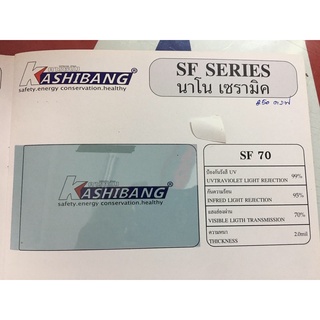 KASHIBANG
safety.energy conservation.healthy
SF SERIES
นาโน เซรามิค
KASHIBANG
safety.energy conservation.healthy
SF 70
ป้องกันรังสี UV
UVTRAVIOLET LIGHT REJECTION 99%
กันความร้อน
INFRED LIGHT REJECTION 95%
แสงส่องผ่าน
VISIBLE LIGTH TRANSMISSION 70%
ความหนา
THICKNESS 2.0mil